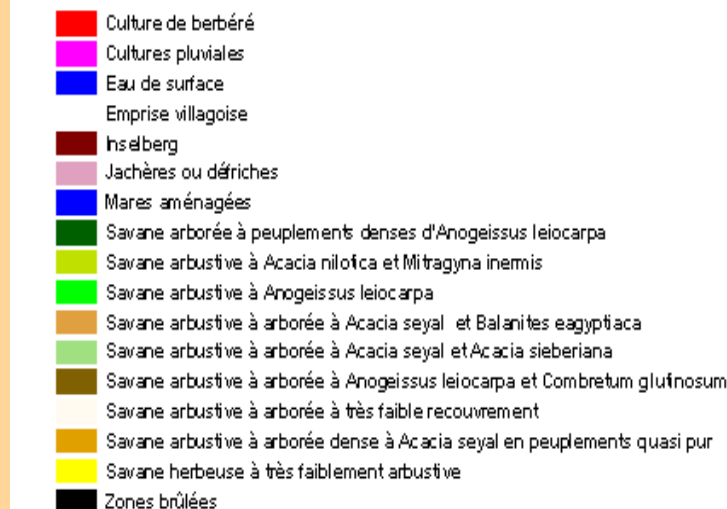 Culture de berbéré
Cultures pluviales
Eau de surface
Emprise villagoise
Inselberg
Jachères ou défriches
Mares aménagées
Savane arborée à peuplements denses d'Anogeissus leiocarpa
Savane arbustive à Acacia nilotica et Mitragyna inermis
Savane arbustive à Anogeissus leiocarpa
Savane arbustive à arborée à Acacia seyal et Balanites eagyptiaca
Savane arbustive à arborée à Acacia seyal et Acacia sieberiana
Savane arbustive à arborée à Anogeissus leiocarpa et Combretum glutinosum
Savane arbustive à arborée à très faible recouvrement
Savane arbustive à arborée dense à Acacia seyal en peuplements quasi pur
Savane herbeuse à très faiblement arbustive
Zones brûlées